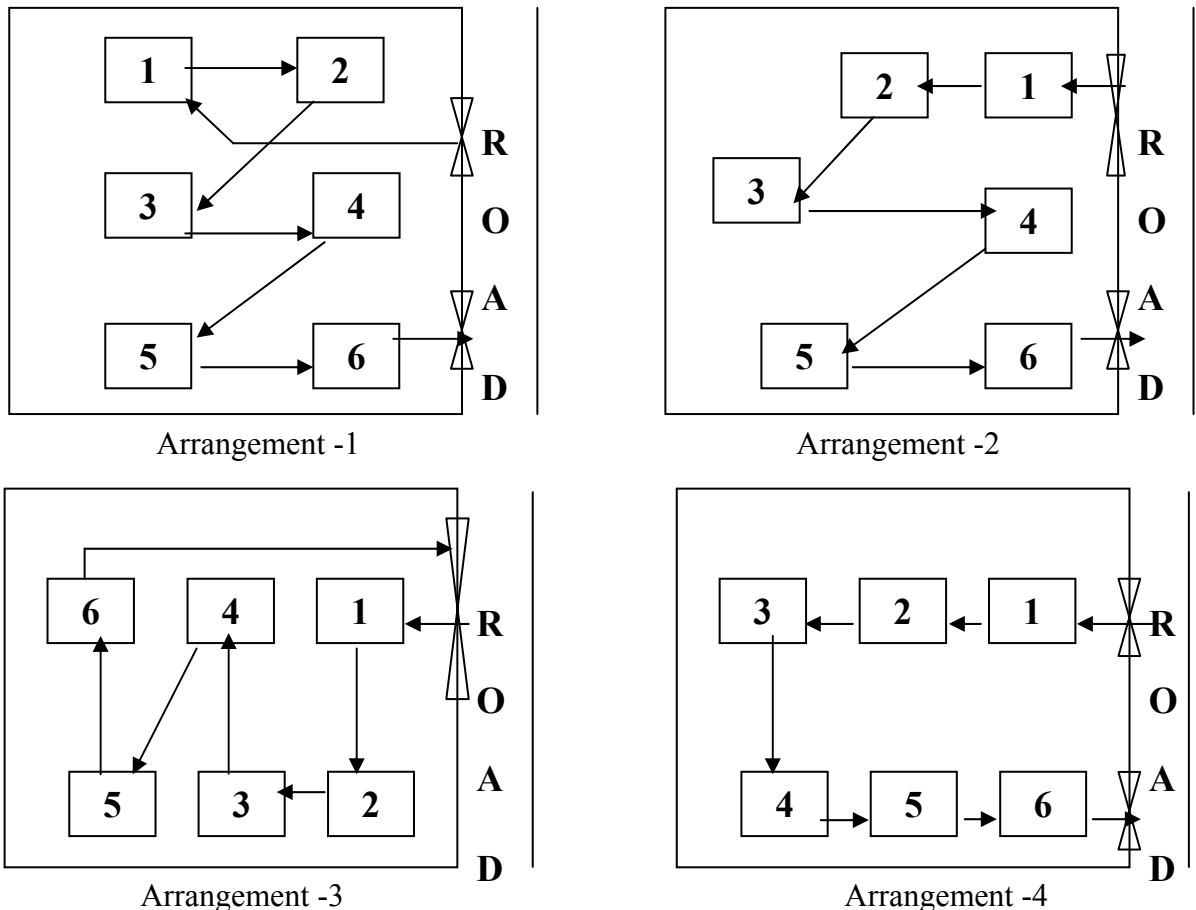 1 2
R
3 4
O
A
5 6
D
Arrangement -1
2 1
R
3
4
O
A
5 6
D
Arrangement -2
6 4 1
R
O
5 3 2
A
D
Arrangement -3
3 2 1
R
O
4 5 6
A
D
Arrangement -4